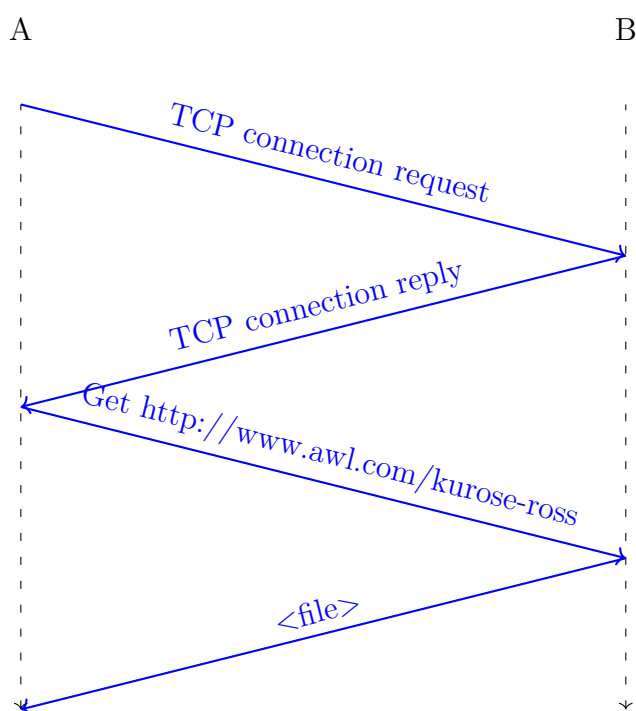 A
B
TCP connection request
TCP connection reply
Get http://www.awl.com/kurose-ross
<file>